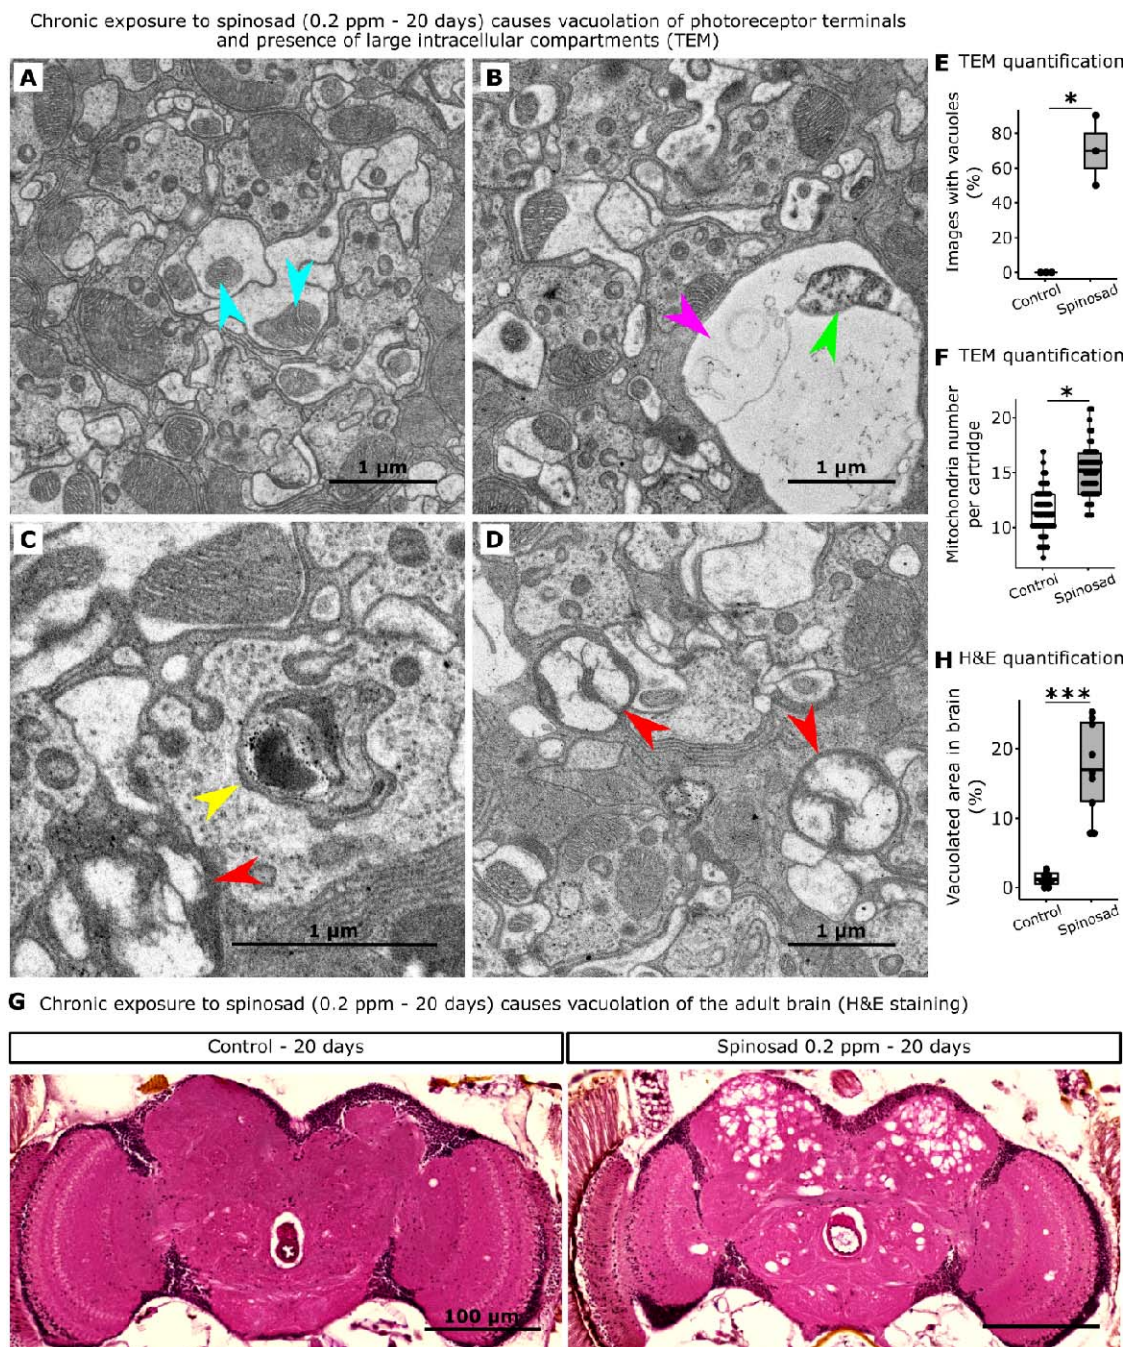 Chronic exposure to spinosad (0.2 ppm - 20 days) causes vacuolation of photoreceptor terminals
and presence of large intracellular compartments (TEM)
A
1 µm
B
1 µm
C
1 µm
D
1 µm
E TEM quantification
Images with vacuoles
(%)
80
60
40
20
0
*
Control
Spinosad
F TEM quantification
Mitochondria number
per cartridge
20
15
10
*
Control
Spinosad
H H&E quantification
Vacuolated area in brain
(%)
20
10
0
***
Control
Spinosad
G Chronic exposure to spinosad (0.2 ppm - 20 days) causes vacuolation of the adult brain (H&E staining)
Control - 20 days
Spinosad 0.2 ppm - 20 days
100 µm